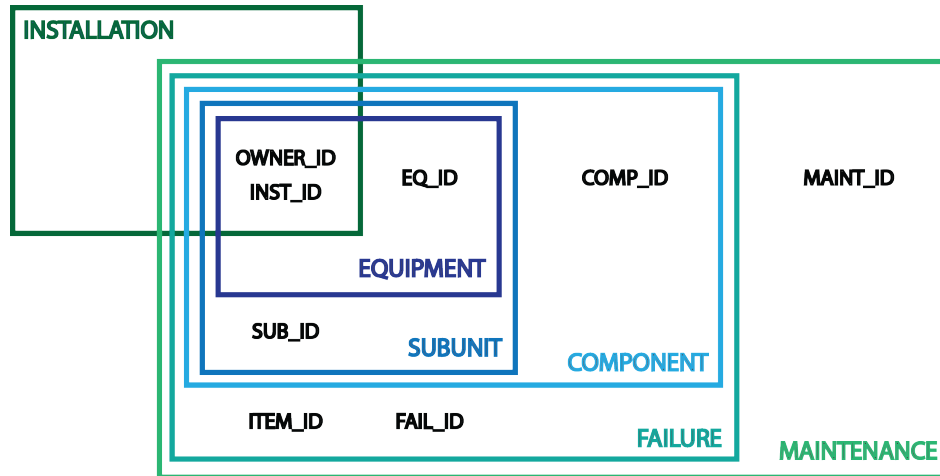 INSTALLATION
OWNER_ID
INST_ID
EQ_ID
COMP_ID
MAINT_ID
EQUIPMENT
SUB_ID
SUBUNIT
COMPONENT
ITEM_ID
FAIL_ID
FAILURE
MAINTENANCE